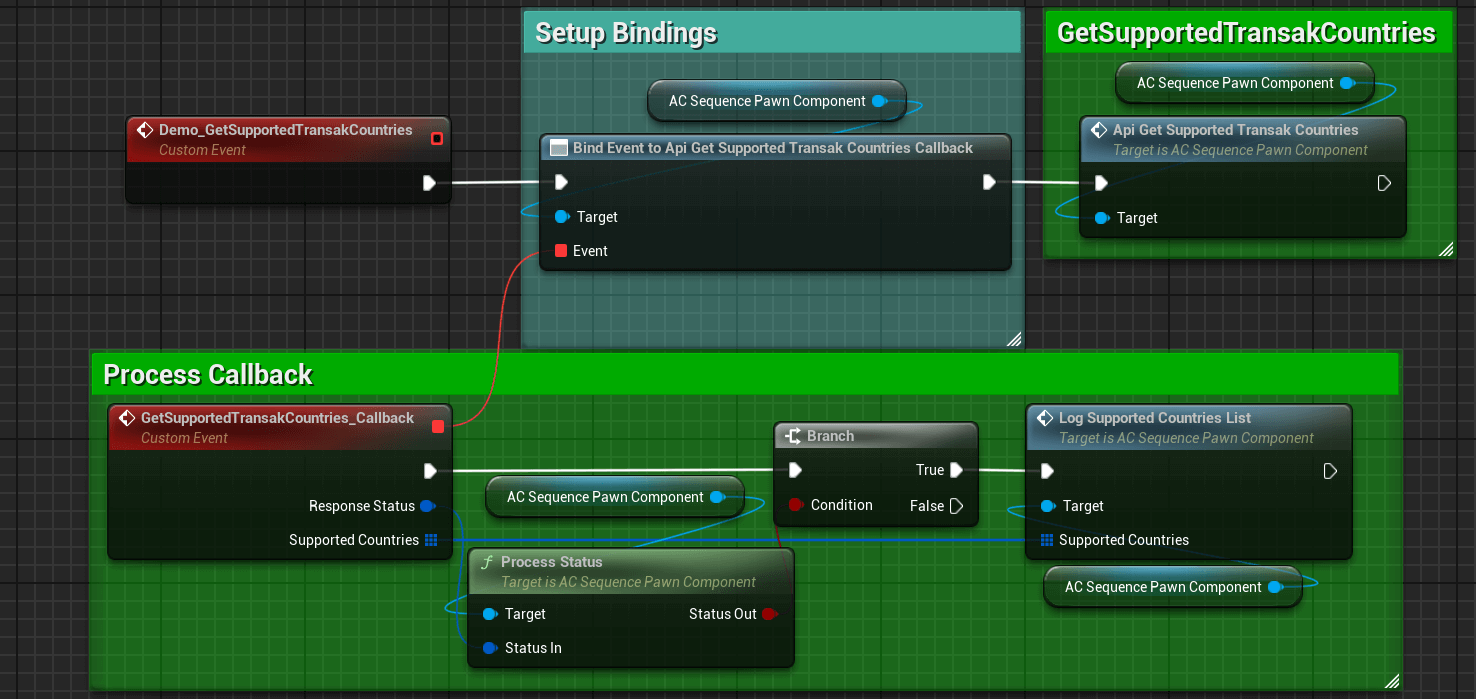 Setup Bindings
GetSupportedTransakCountries
AC Sequence Pawn Component
AC Sequence Pawn Component
Demo_GetSupportedTransakCountries
Custom Event
Bind Event to Api Get Supported Transak Countries Callback
Target
Event
Api Get Supported Transak Countries
Target is AC Sequence Pawn Component
Target
Process Callback
GetSupportedTransakCountries_Callback
Custom Event
Response Status
Supported Countries
AC Sequence Pawn Component
Branch
True
Condition
False
Log Supported Countries List
Target is AC Sequence Pawn Component
Target
Supported Countries
Process Status
Target is AC Sequence Pawn Component
Target
Status Out
Status In
AC Sequence Pawn Component